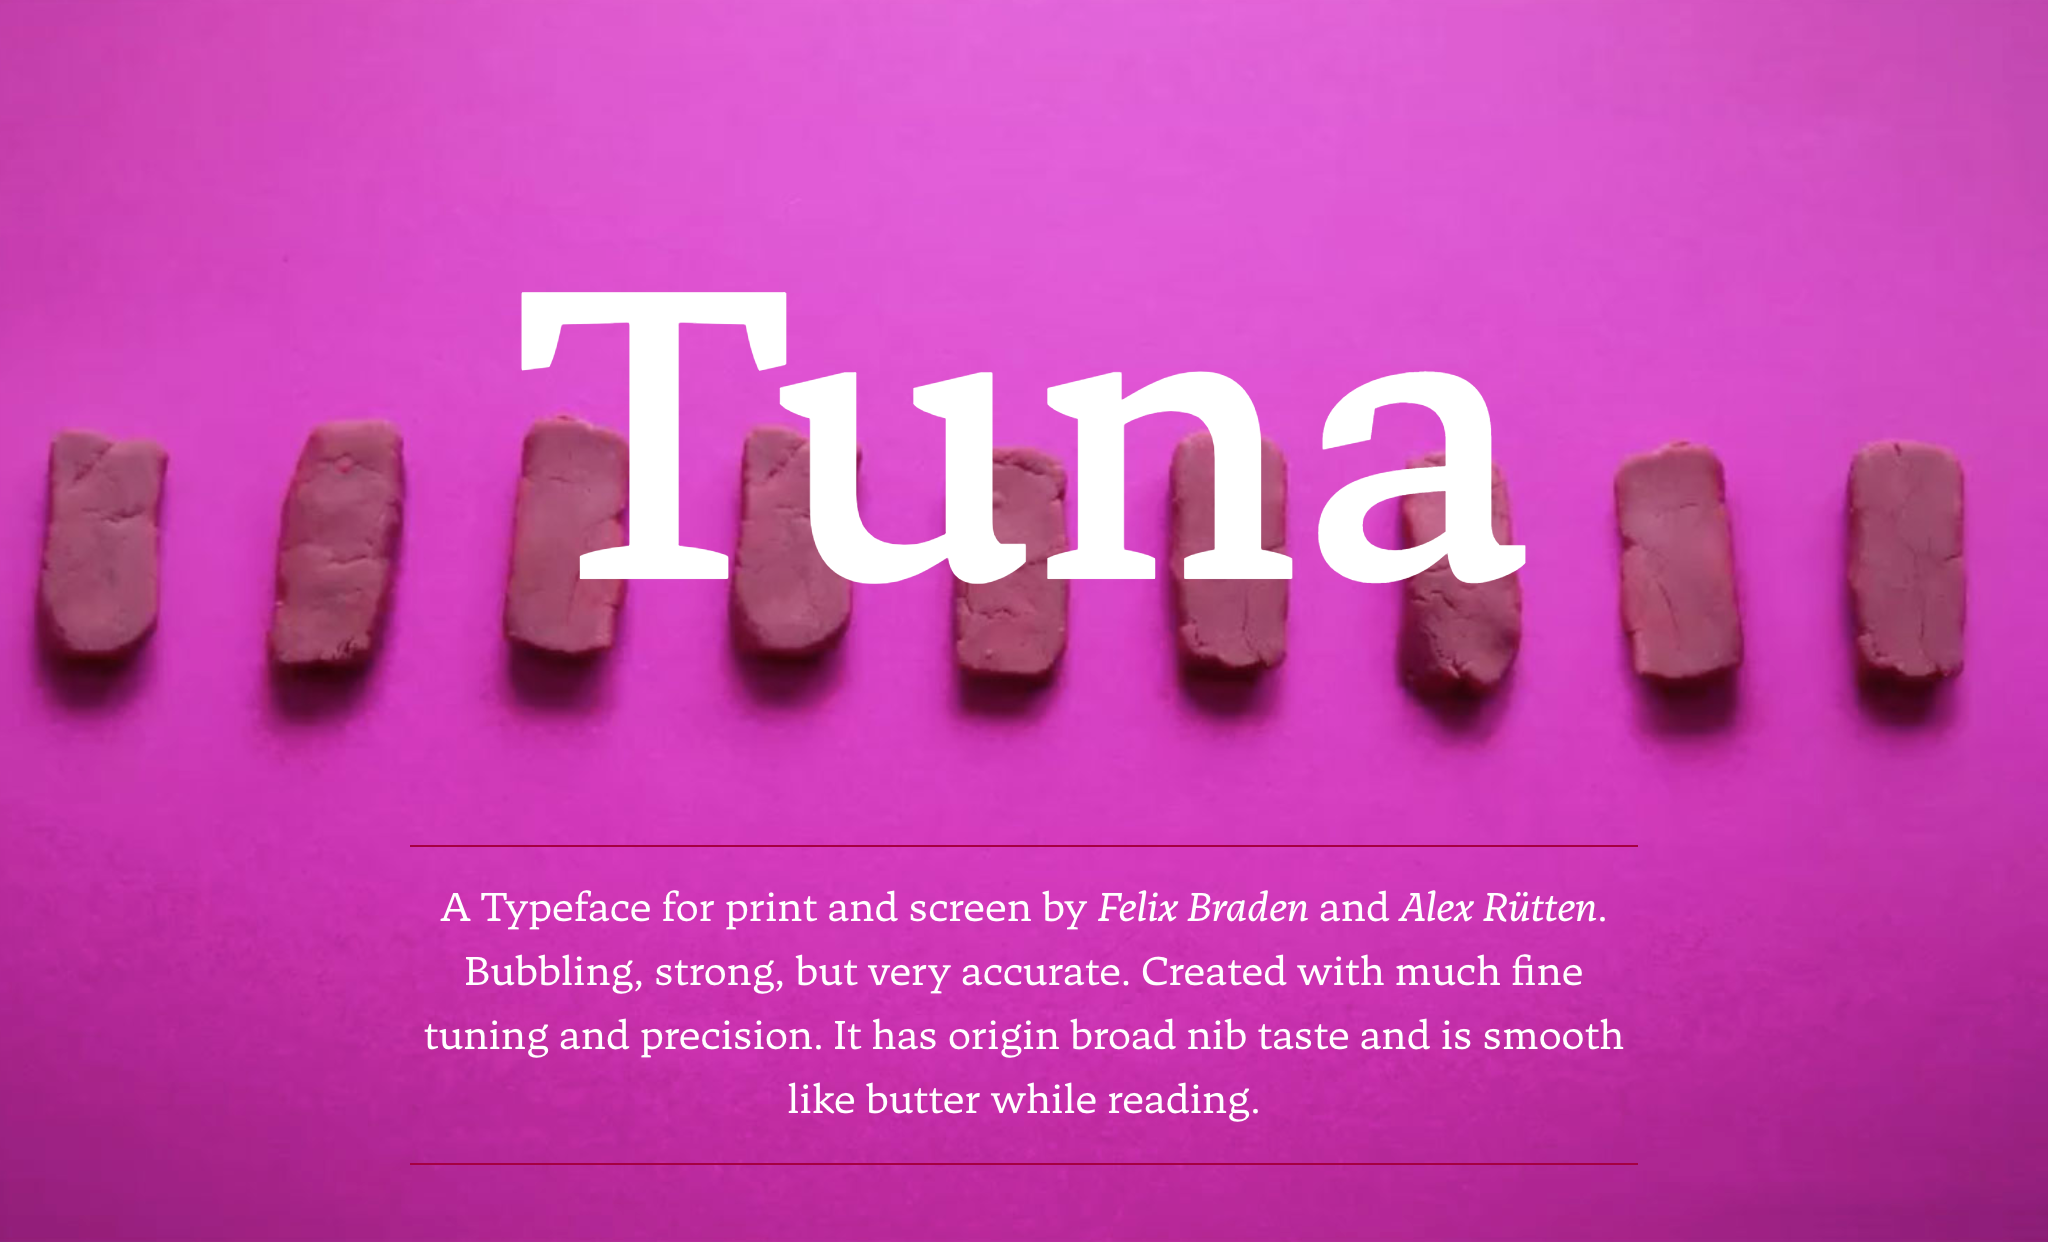 Tuna
A Typeface for print and screen by Felix Braden and Alex Rütten.
Bubbling, strong, but very accurate. Created with much fine
tuning and precision. It has origin broad nib taste and is smooth
like butter while reading.